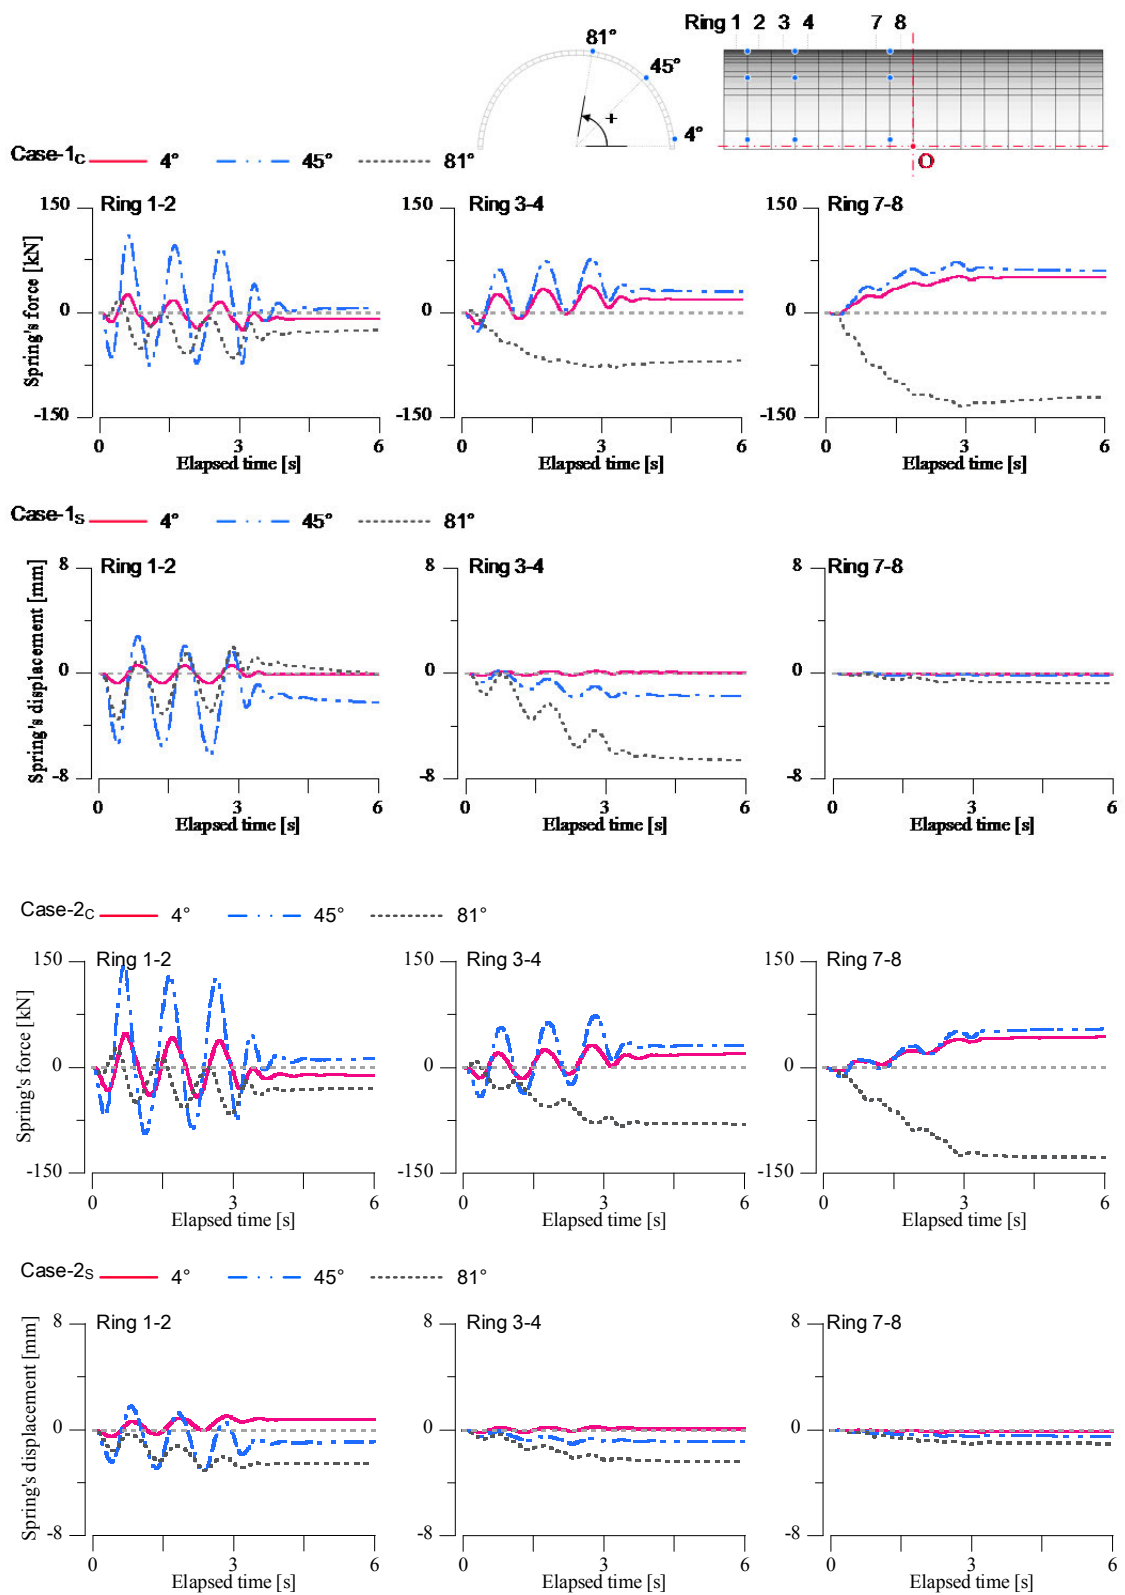 Ring 1 2 3 4 7 8
81°
45°
+
4°
O
Case-1C 4° 45° 81°
Ring 1-2 Ring 3-4 Ring 7-8
Spring's force [kN]
150 150 150
0 0 0
-150 -150 -150
0 3 6 0 3 6 0 3 6
Elapsed time [s] Elapsed time [s] Elapsed time [s]
Case-1S 4° 45° 81°
Ring 1-2 Ring 3-4 Ring 7-8
Spring's displacement [mm]
8 8 8
0 0 0
-8 -8 -8
0 3 6 0 3 6 0 3 6
Elapsed time [s] Elapsed time [s] Elapsed time [s]
Case-2C 4° 45° 81°
Ring 1-2 Ring 3-4 Ring 7-8
Spring's force [kN]
150 150 150
0 0 0
-150 -150 -150
0 3 6 0 3 6 0 3 6
Elapsed time [s] Elapsed time [s] Elapsed time [s]
Case-2S 4° 45° 81°
Ring 1-2 Ring 3-4 Ring 7-8
Spring's displacement [mm]
8 8 8
0 0 0
-8 -8 -8
0 3 6 0 3 6 0 3 6
Elapsed time [s] Elapsed time [s] Elapsed time [s]